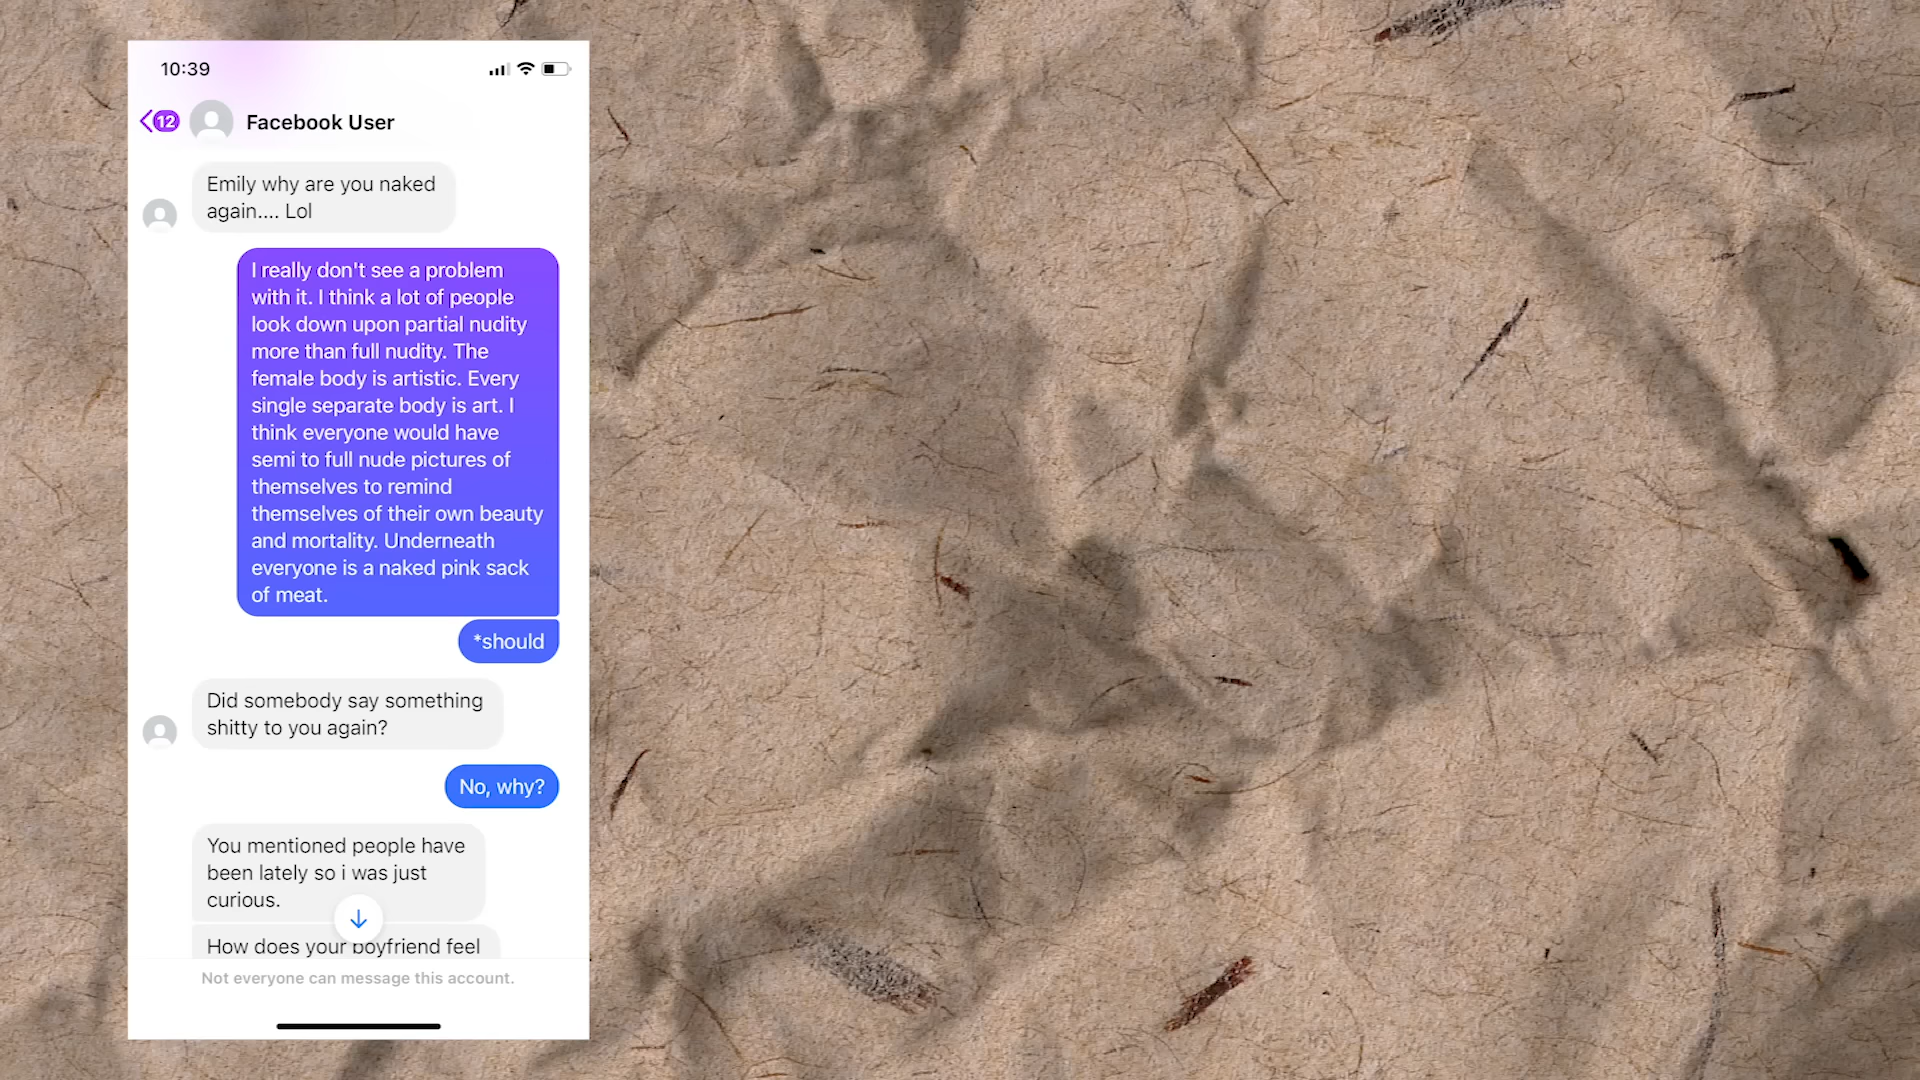 10:39
12
Facebook User
Emily why are you naked
again.... Lol
I really don't see a problem
with it. I think a lot of people
look down upon partial nudity
more than full nudity. The
female body is artistic. Every
single separate body is art. I
think everyone would have
semi to full nude pictures of
themselves to remind
themselves of their own beauty
and mortality. Underneath
everyone is a naked pink sack
of meat.
*should
Did somebody say something
shitty to you again?
No, why?
You mentioned people have
been lately so i was just
curious.
How does your boyfriend feel
Not everyone can message this account.